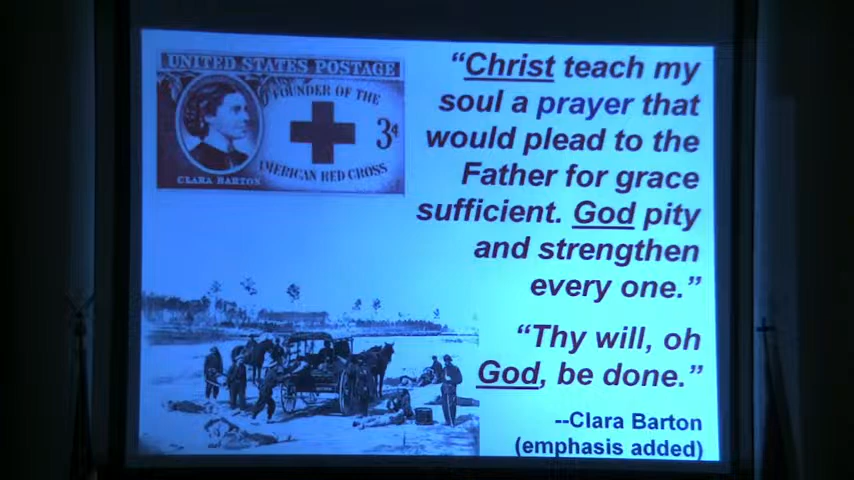 UNITED STATES POSTAGE
FOUNDER OF THE
3¢
AMERICAN RED CROSS
CLARA BARTON
“Christ teach my
soul a prayer that
would plead to the
Father for grace
sufficient. God pity
and strengthen
every one.”
“Thy will, oh
God, be done.”
--Clara Barton
(emphasis added)